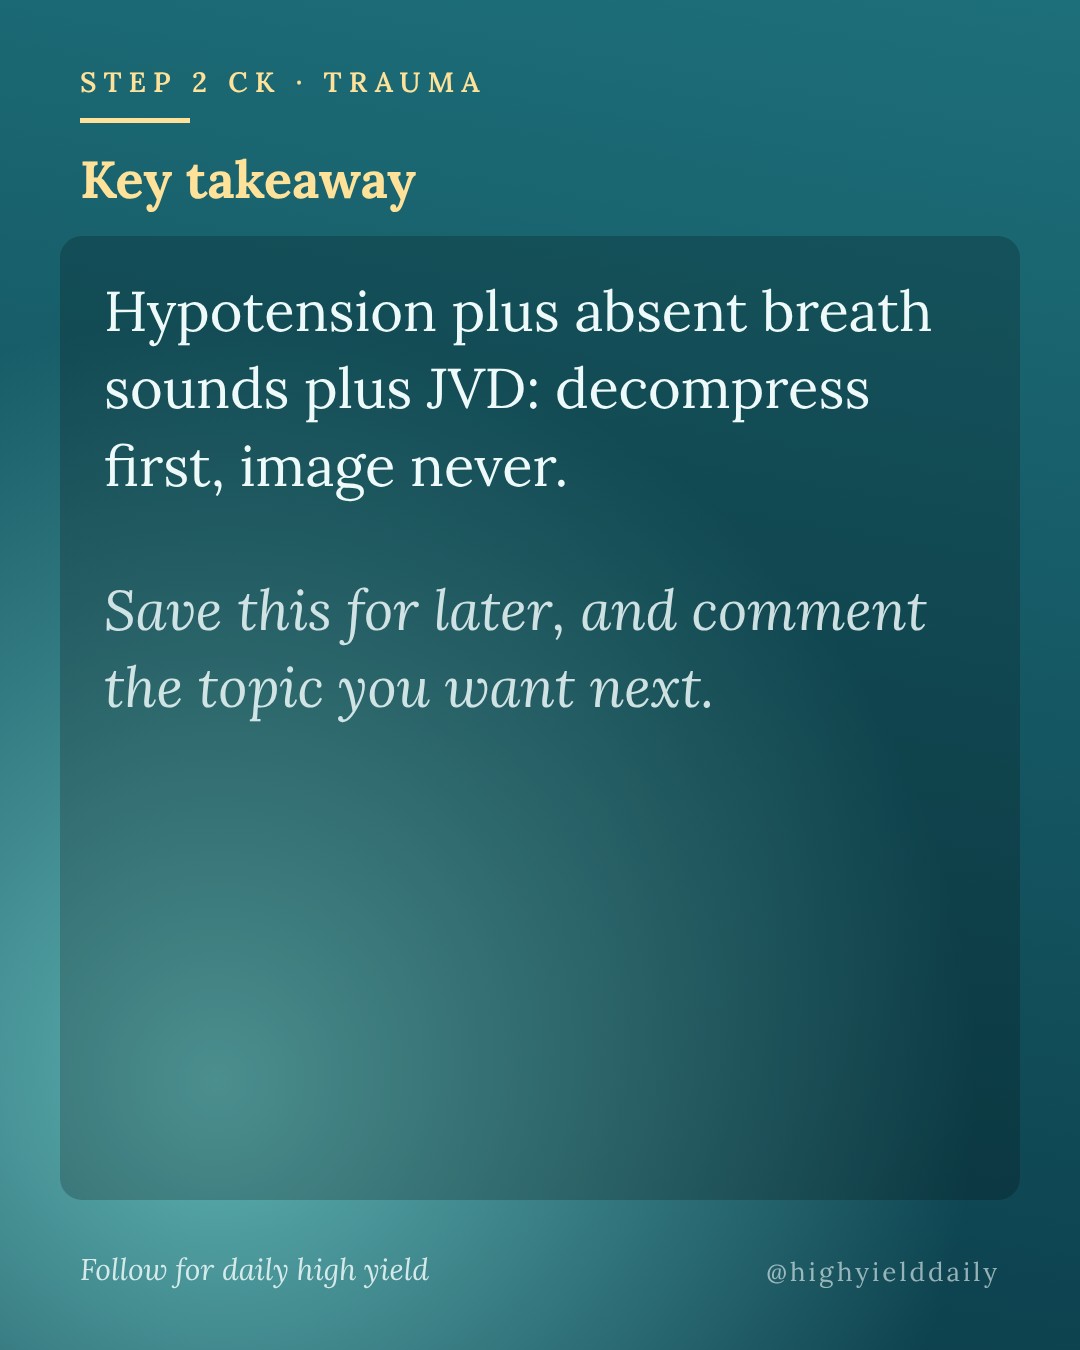 STEP 2 CK · TRAUMA
Key takeaway
Hypotension plus absent breath
sounds plus JVD: decompress
first, image never.
Save this for later, and comment
the topic you want next.
Follow for daily high yield
@highyielddaily